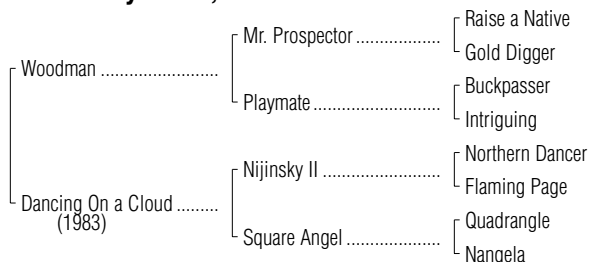 Raise a Native
Mr. Prospector ..................
Gold Digger
Woodman .........................
Buckpasser
Playmate ..........................
Intriguing
Northern Dancer
Nijinsky II .........................
Flaming Page
Dancing On a Cloud .........
(1983)
Quadrangle
Square Angel ....................
Nangela